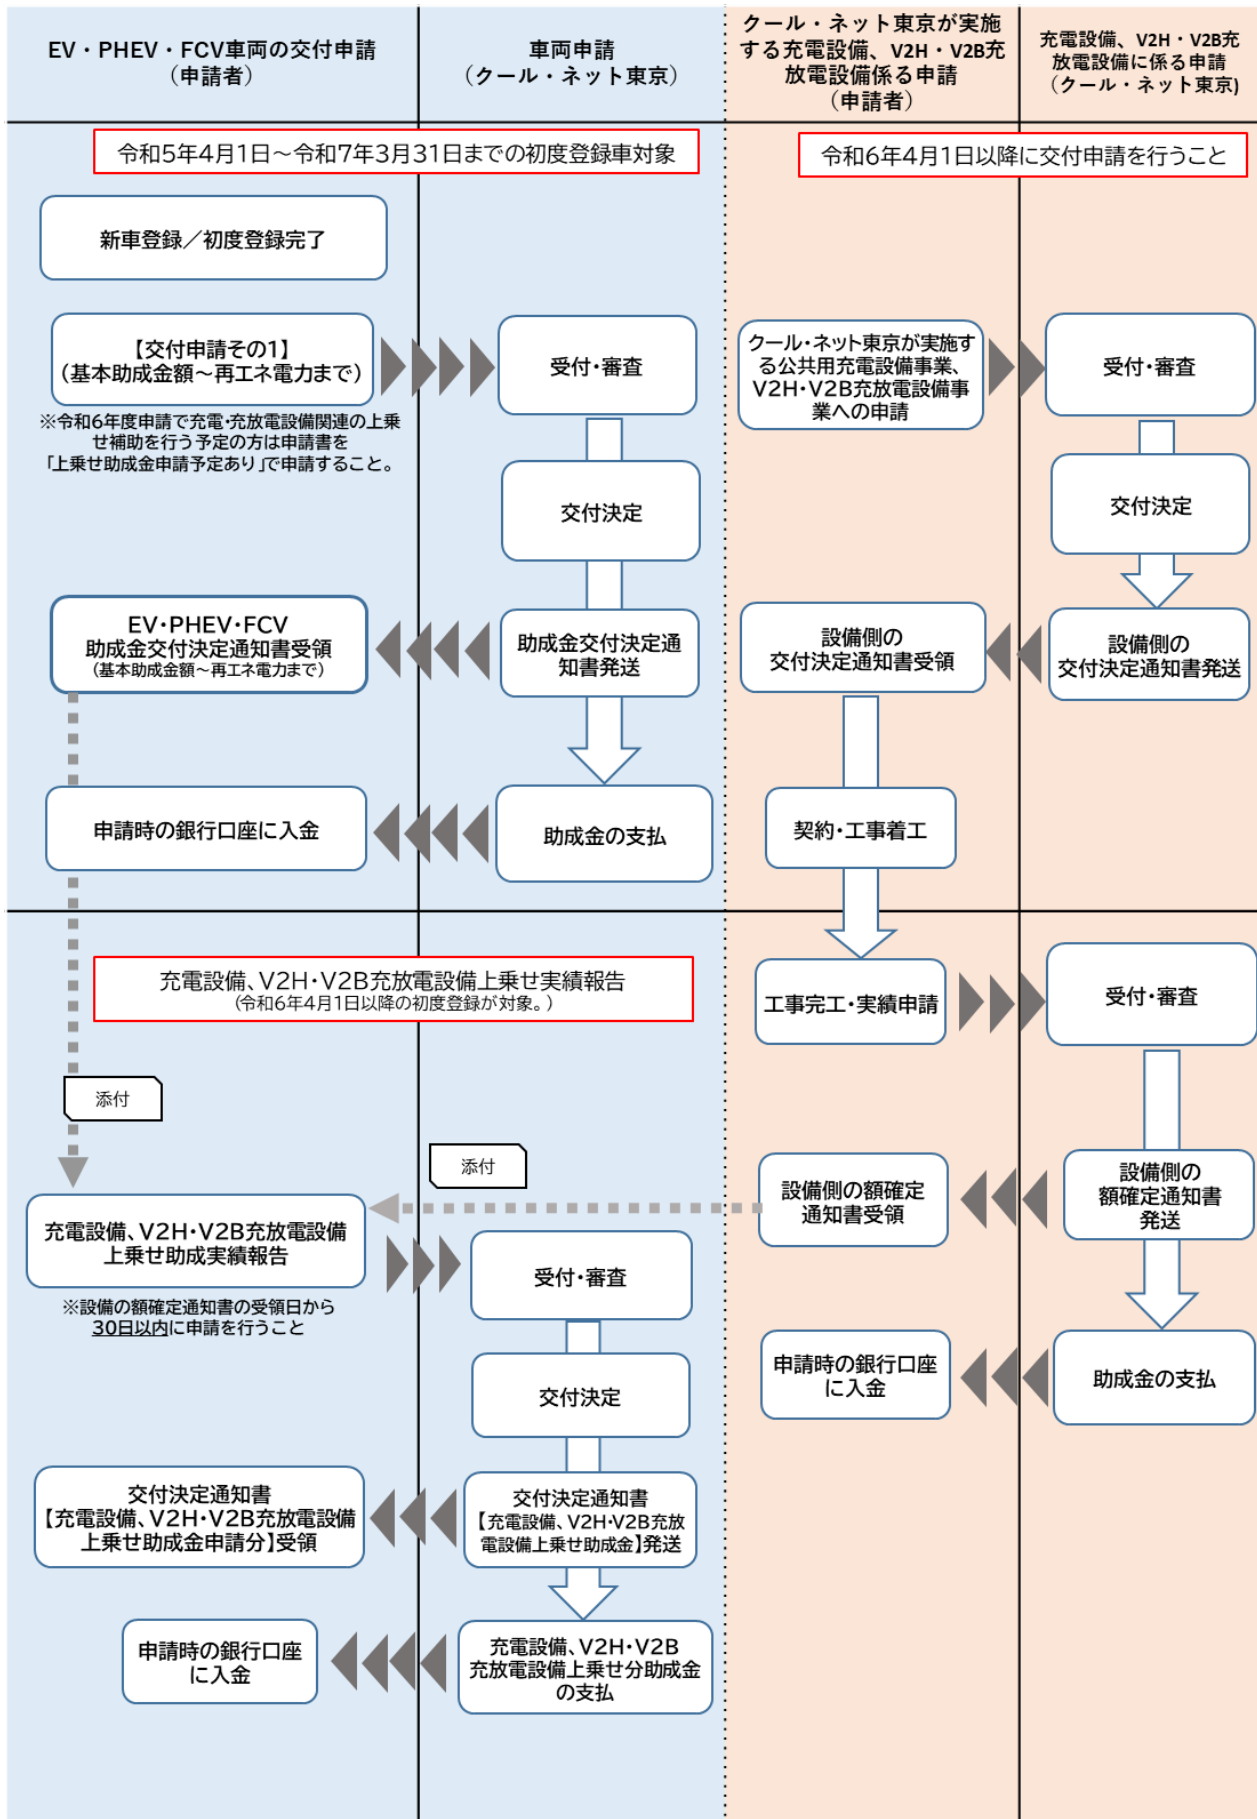 EV・PHEV・FCV車両の交付申請
（申請者）
車両申請
（クール・ネット東京）
クール・ネット東京が実施
する充電設備、V2H・V2B充
放電設備係る申請
（申請者）
充電設備、V2H・V2B充
放電設備に係る申請
（クール・ネット東京)
令和5年4月1日～令和7年3月31日までの初度登録車対象
令和6年4月1日以降に交付申請を行うこと
新車登録／初度登録完了
【交付申請その1】
（基本助成金額～再エネ電力まで）
受付・審査
クール・ネット東京が実施す
る公共用充電設備事業、
V2H・V2B充放電設備事
業への申請
受付・審査
※令和6年度申請で充電・充放電設備関連の上乗
せ補助を行う予定の方は申請書を
「上乗せ助成金申請予定あり」で申請すること。
交付決定
交付決定
EV・PHEV・FCV
助成金交付決定通知書受領
（基本助成金額～再エネ電力まで）
助成金交付決定通
知書発送
設備側の
交付決定通知書受領
設備側の
交付決定通知書発送
申請時の銀行口座に入金
助成金の支払
契約・工事着工
充電設備、V2H・V2B充放電設備上乗せ実績報告
（令和6年4月1日以降の初度登録が対象。）
工事完工・実績申請
受付・審査
添付
添付
設備側の額確定
通知書受領
設備側の
額確定通知書
発送
充電設備、V2H・V2B充放電設備
上乗せ助成実績報告
受付・審査
※設備の額確定通知書の受領日から
30日以内に申請を行うこと
申請時の銀行口座
に入金
助成金の支払
交付決定
交付決定通知書
【充電設備、V2H・V2B充放電設備
上乗せ助成金申請分】受領
交付決定通知書
【充電設備、V2H・V2B充放
電設備上乗せ助成金】発送
申請時の銀行口座
に入金
充電設備、V2H・V2B
充放電設備上乗せ分助成金
の支払